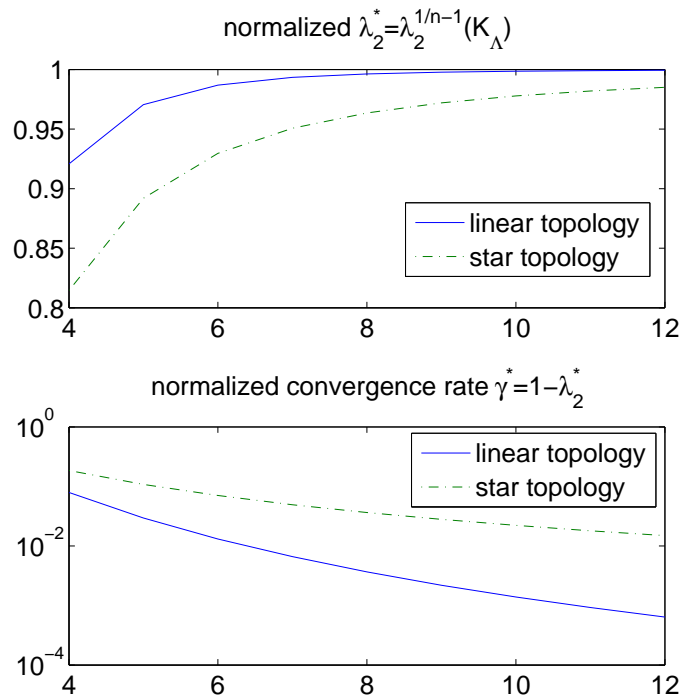 normalized λ₂*=λ₂^1/n-1(K_Λ)
1
0.95
0.9
0.85
0.8
linear topology
star topology
4 6 8 10 12
normalized convergence rate γ*=1-λ₂*
10^0
10^-2
10^-4
linear topology
star topology
4 6 8 10 12